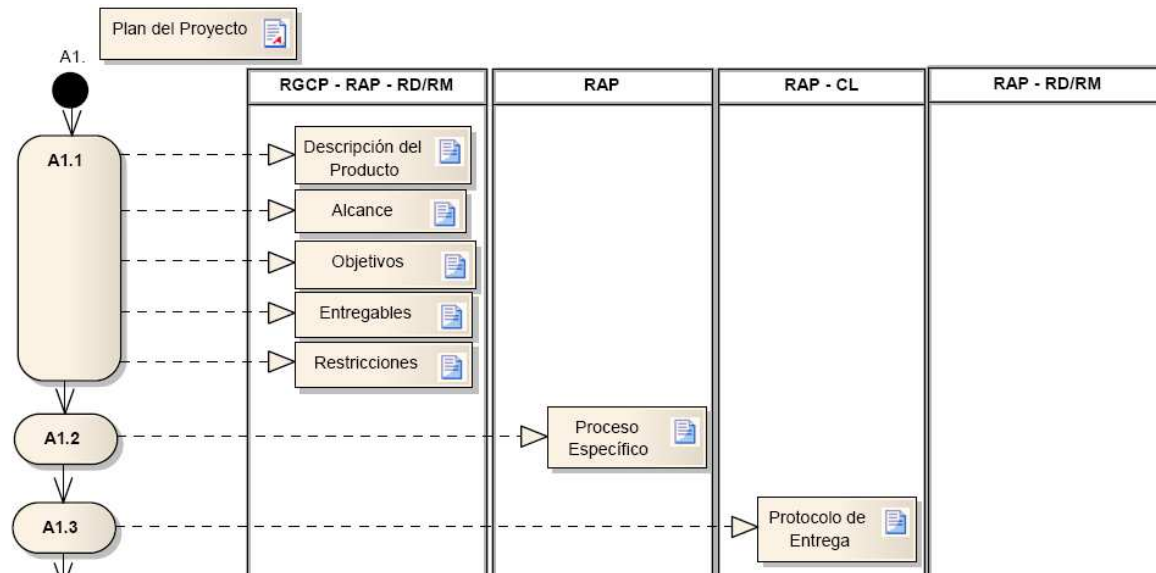 Plan del Proyecto
A1.
RGCP - RAP - RD/RM
RAP
RAP - CL
RAP - RD/RM
A1.1
Descripción del
Producto
Alcance
Objetivos
Entregables
Restricciones
A1.2
Proceso
Específico
A1.3
Protocolo de
Entrega